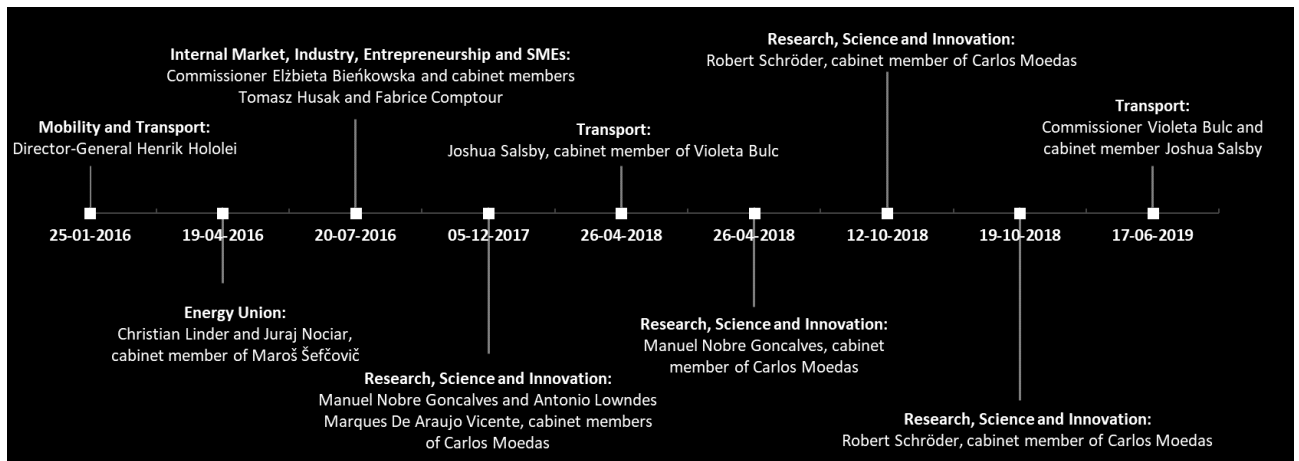 Mobility and Transport:
Director-General Henrik Hololei
Internal Market, Industry, Entrepreneurship and SMEs:
Commissioner Elżbieta Bieńkowska and cabinet members
Tomasz Husak and Fabrice Comptour
Transport:
Joshua Salsby, cabinet member of Violeta Bulc
Research, Science and Innovation:
Robert Schröder, cabinet member of Carlos Moedas
Transport:
Commissioner Violeta Bulc and
cabinet member Joshua Salsby
25-01-2016
19-04-2016
20-07-2016
05-12-2017
26-04-2018
26-04-2018
12-10-2018
19-10-2018
17-06-2019
Energy Union:
Christian Linder and Juraj Nociar,
cabinet member of Maroš Šefčovič
Research, Science and Innovation:
Manuel Nobre Goncalves and Antonio Lowndes
Marques De Araujo Vicente, cabinet members
of Carlos Moedas
Research, Science and Innovation:
Manuel Nobre Goncalves, cabinet
member of Carlos Moedas
Research, Science and Innovation:
Robert Schröder, cabinet member of Carlos Moedas